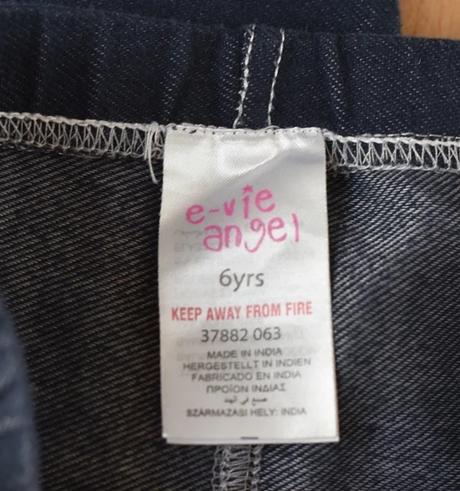 e-vie
angel
6yrs
KEEP AWAY FROM FIRE
37882 063
MADE IN INDIA
HERGESTELLT IN INDIEN
FABRICADO EN INDIA
ΠΡΟΪΟΝ ΙΝΔΙΑΣ
صنع في الهند
SZÁRMAZÁSI HELY: INDIA